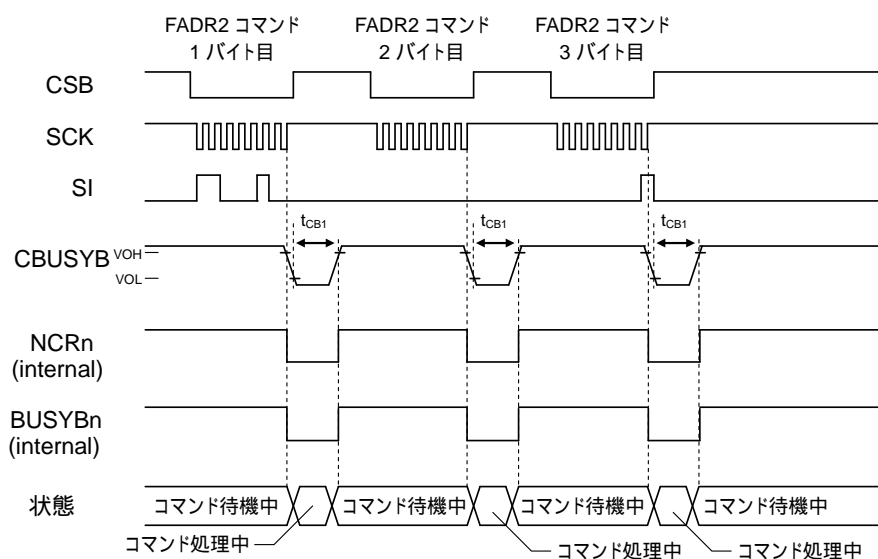 FADR2 コマンド
1 バイト目
FADR2 コマンド
2 バイト目
FADR2 コマンド
3 バイト目
CSB
SCK
SI
tCB1
tCB1
tCB1
CBUSYB
VOH
VOL
NCRn
(internal)
BUSYBn
(internal)
状態
コマンド待機中
コマンド待機中
コマンド待機中
コマンド待機中
コマンド処理中
コマンド処理中
コマンド処理中